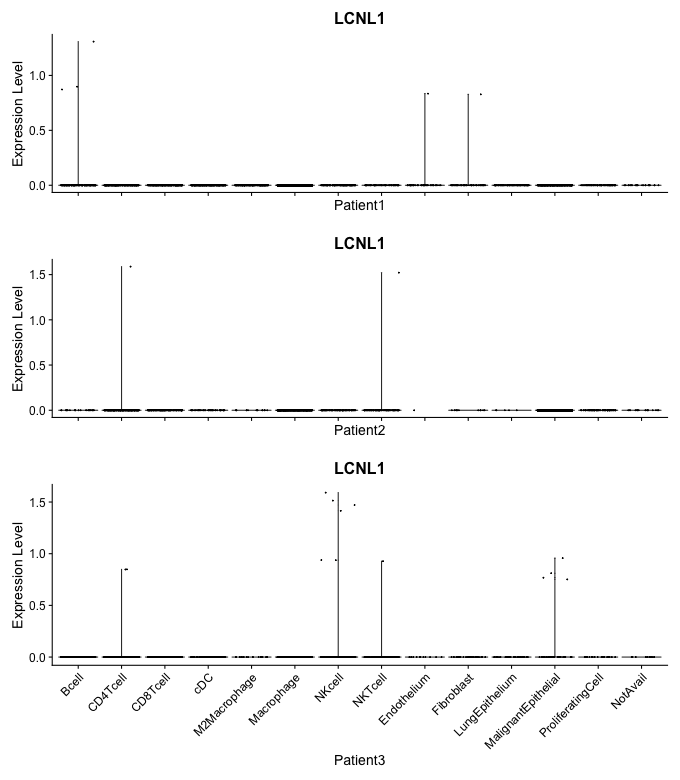 LCNL1
Expression Level
1.0
0.5
0.0
Patient1
LCNL1
Expression Level
1.5
1.0
0.5
0.0
Patient2
LCNL1
Expression Level
1.5
1.0
0.5
0.0
Bcell
CD4Tcell
CD8Tcell
cDC
M2Macrophage
Macrophage
NKcell
NKTcell
Endothelium
Fibroblast
LungEpithelium
MalignantEpithelial
ProliferatingCell
NotAvail
Patient3